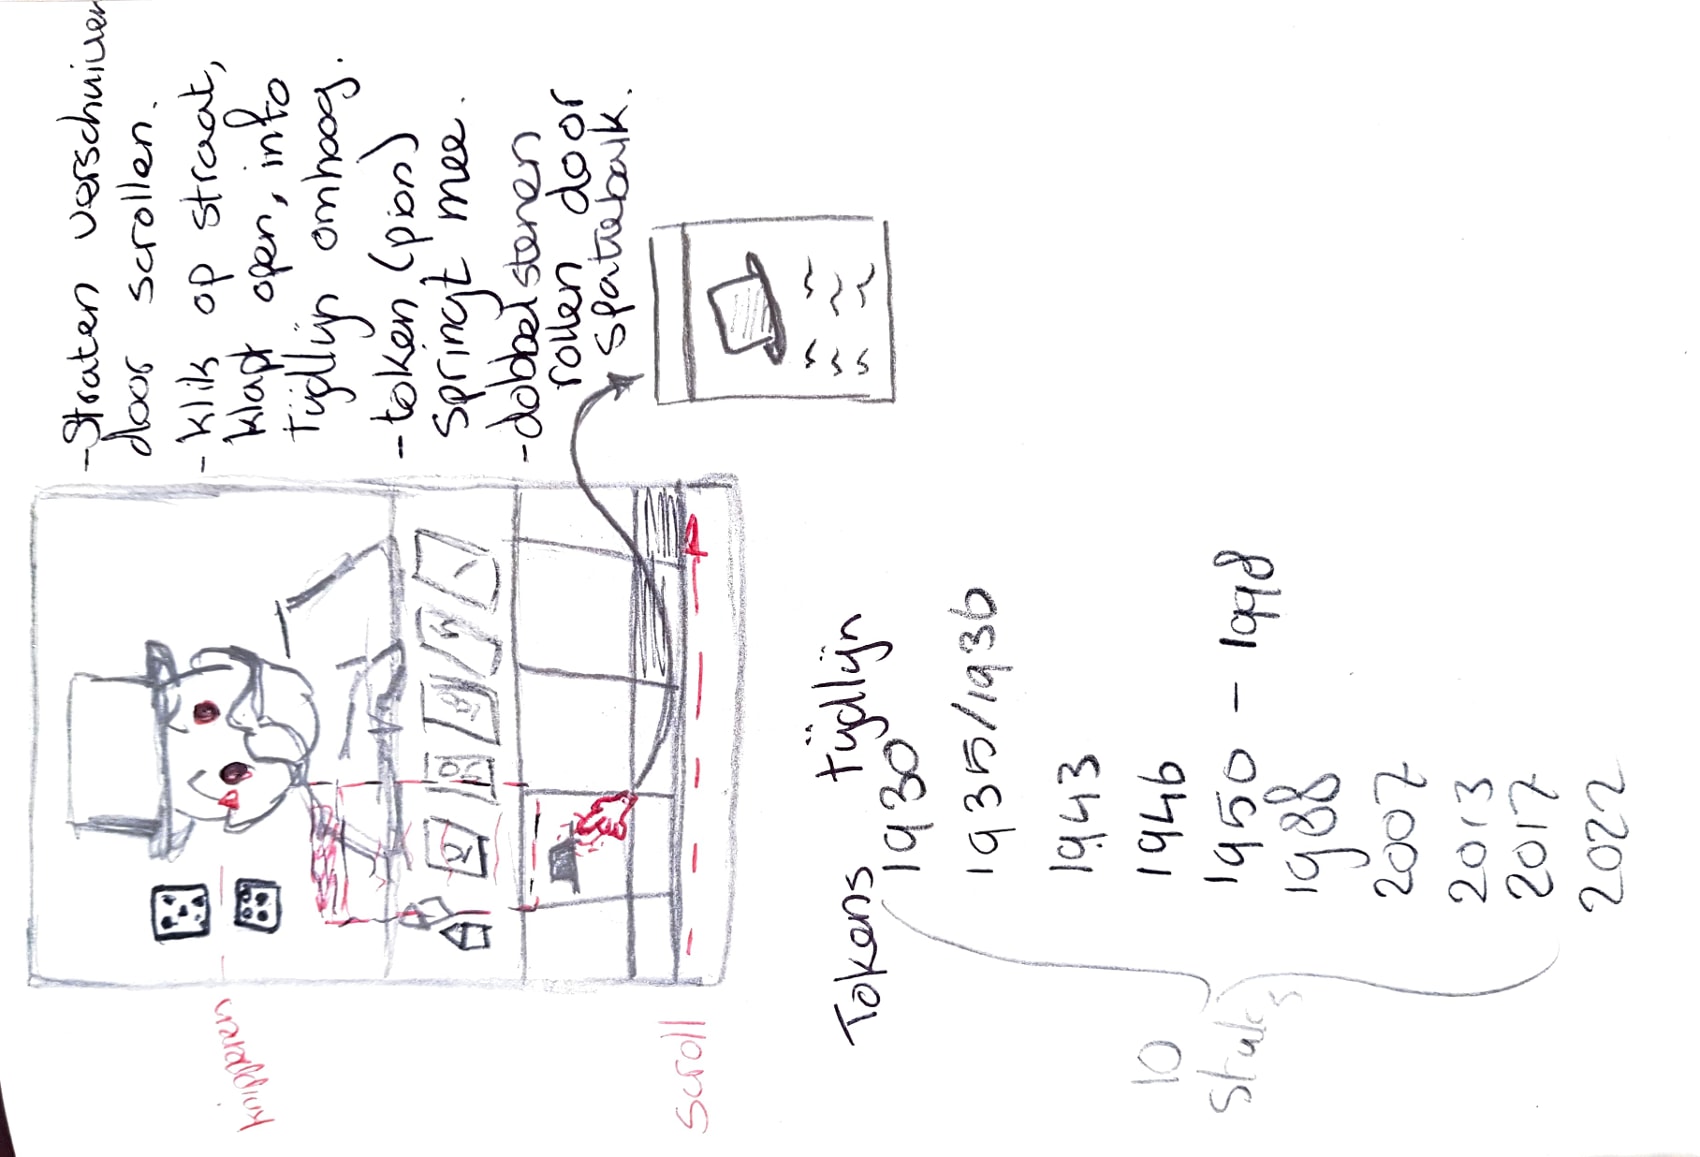 -Straten verschuiven
door scrollen.
-klik op straat,
klapt open, info
Tijdlijn omhoog.
-token (pion)
springt mee.
-dobbelstenen
rollen door
spatiebalk.
knipperen
scroll
Tokens tijdlijn
1930
1935/1936
1943
1946
1950 - 1998
1988
2007
2013
2017
2022
10
stuks